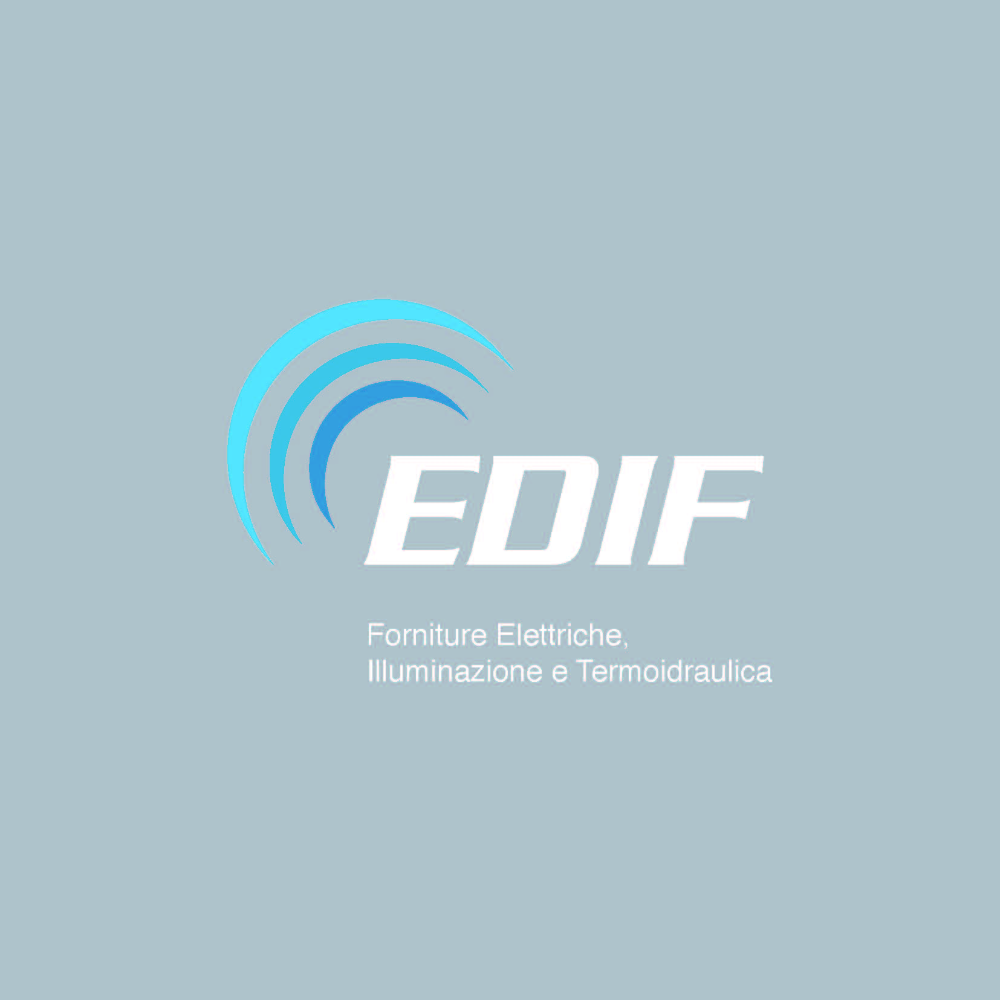 EDIF
Forniture Elettriche,
Illuminazione e Termoidraulica